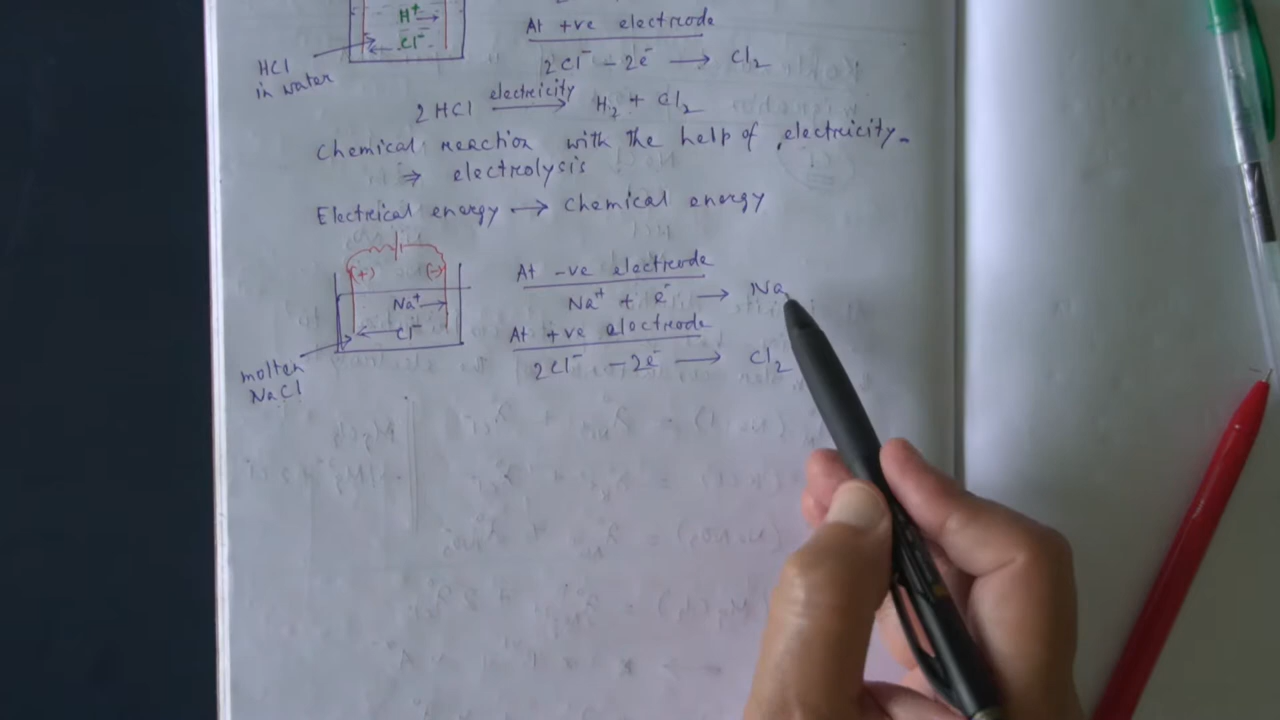 H⁺
Cl⁻
HCl
in water
At +ve electrode
2Cl⁻ - 2e⁻ → Cl₂
2HCl electricity → H₂ + Cl₂
Chemical reaction with the help of electricity.
⇒ electrolysis
Electrical energy → Chemical energy
(+) (-)
Na⁺ →
← Cl⁻
molten
NaCl
At -ve electrode
Na⁺ + e⁻ → Na
At +ve electrode
2Cl⁻ - 2e⁻ → Cl₂